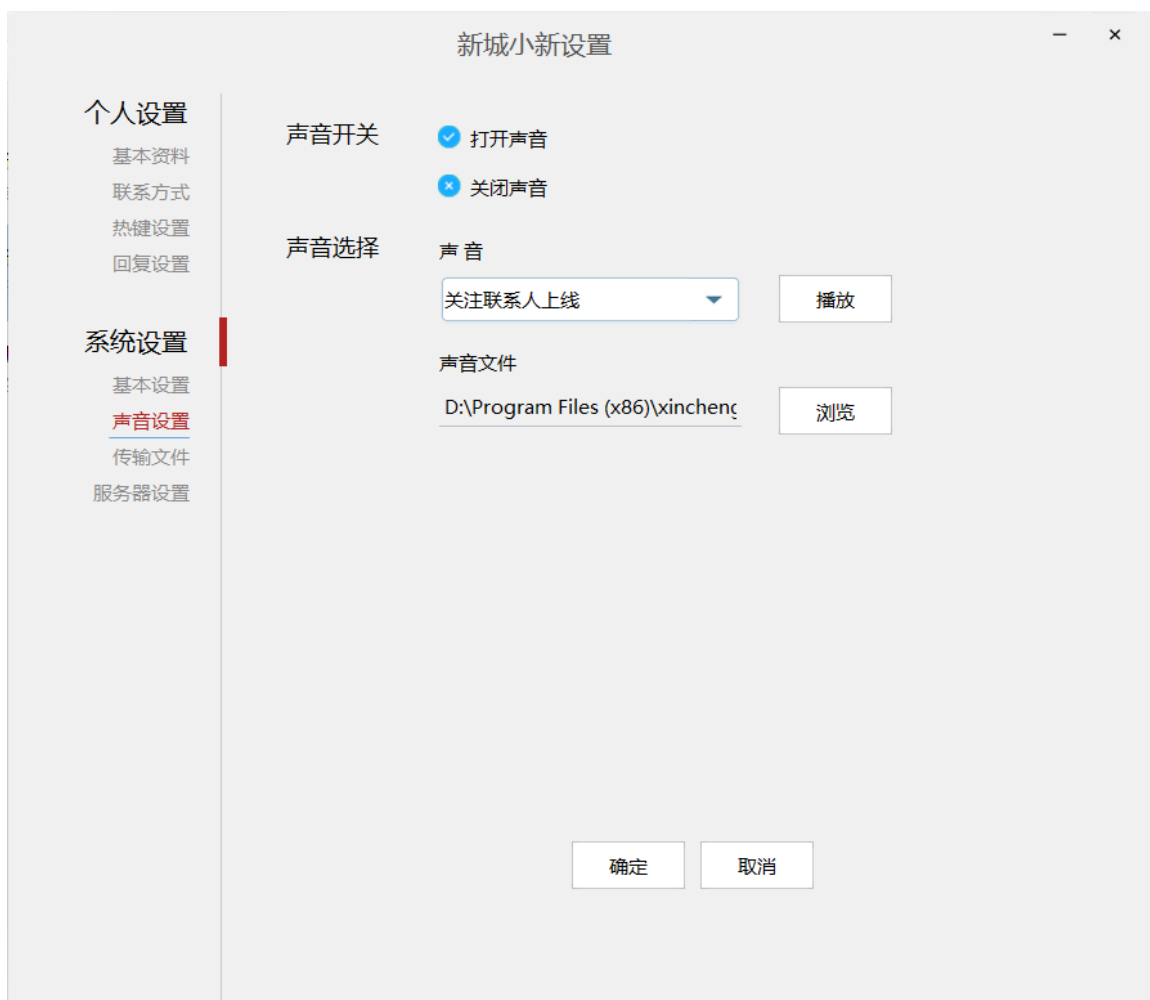 新城小新设置
个人设置
基本资料
联系方式
热键设置
回复设置
系统设置
基本设置
声音设置
传输文件
服务器设置
声音开关
打开声音
关闭声音
声音选择
声 音
关注联系人上线
播放
声音文件
D:\Program Files (x86)\xincheng
浏览
确定
取消